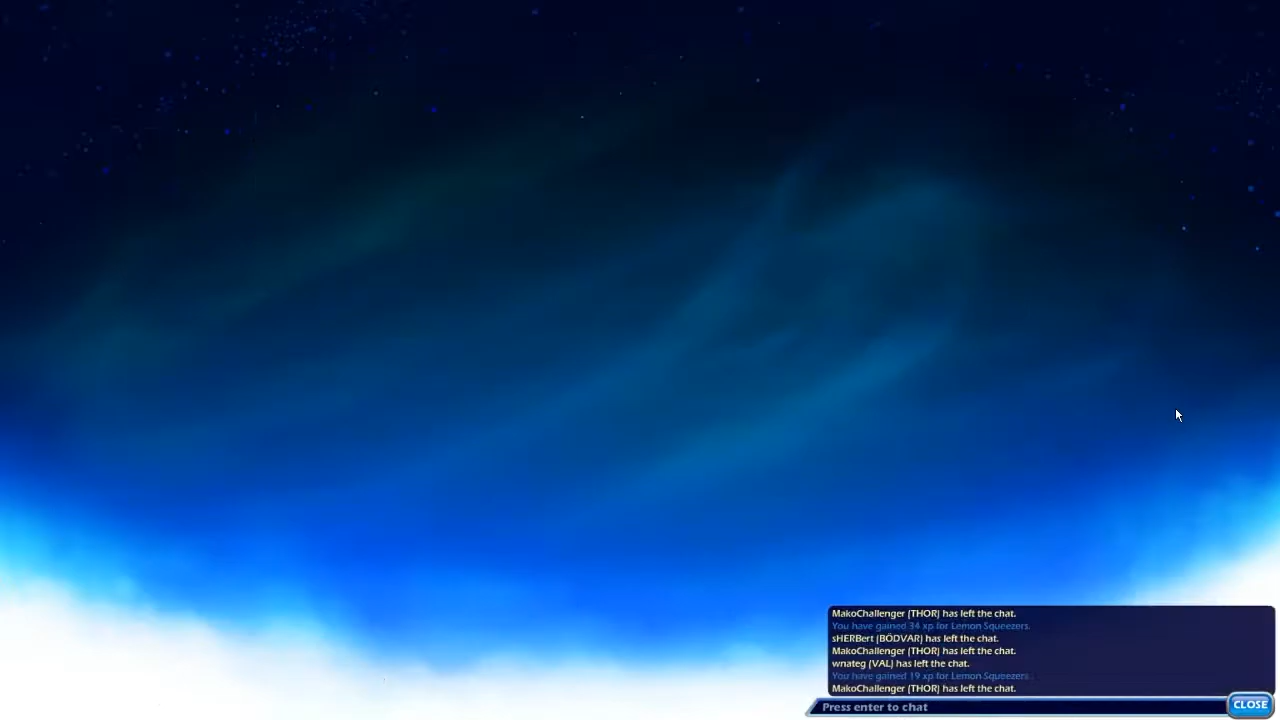 MakoChallenger (THOR) has left the chat.
You have gained 34 xp for Lemon Squeezers.
sHERBert (BÖDVAR) has left the chat.
MakoChallenger (THOR) has left the chat.
wnateg (VAL) has left the chat.
You have gained 19 xp for Lemon Squeezers.
MakoChallenger (THOR) has left the chat.
Press enter to chat
CLOSE